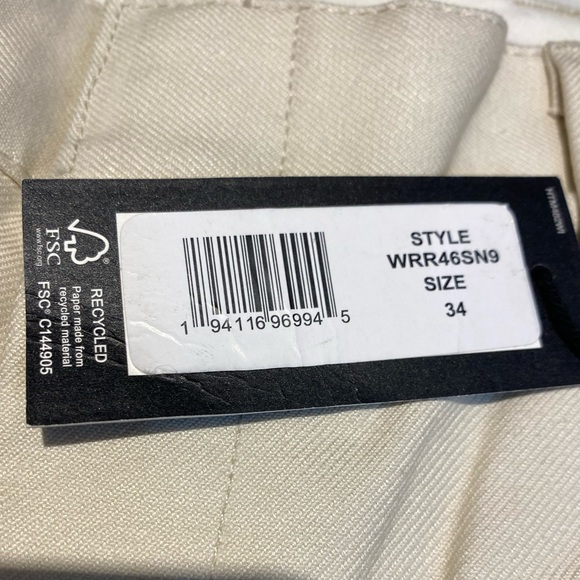 STYLE
WRR46SN9
SIZE
34
1 94116 96994 5
FSC
®
www.fsc.org
RECYCLED
Paper made from
recycled material
FSC® C144905